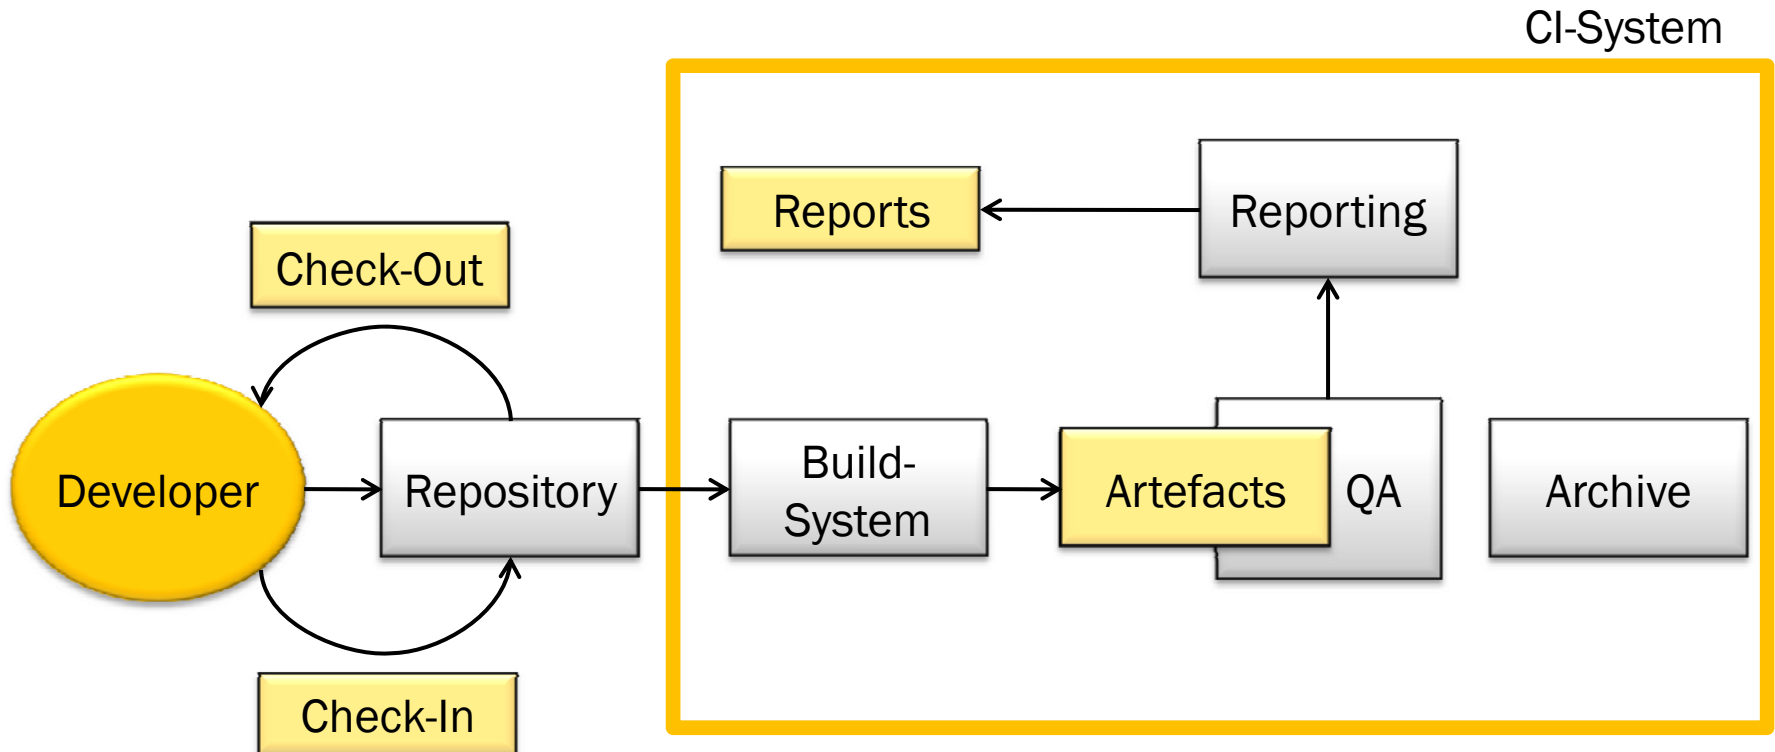 CI-System
Reports
Reporting
Check-Out
Developer
Repository
Build-
System
Artefacts
QA
Archive
Check-In